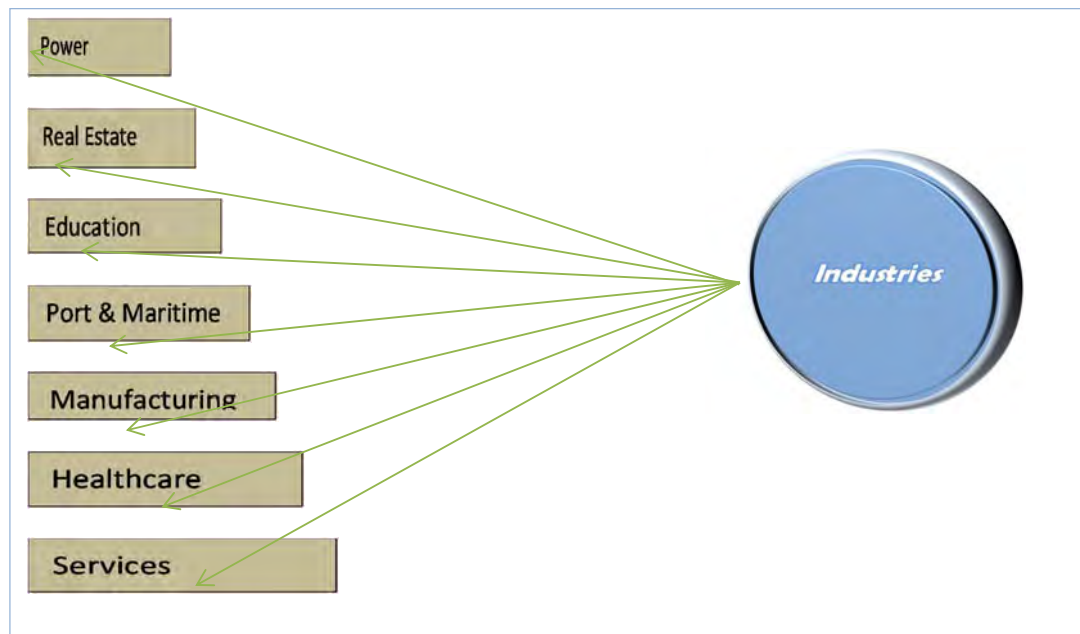 Power
Real Estate
Education
Port & Maritime
Manufacturing
Healthcare
Services
Industries